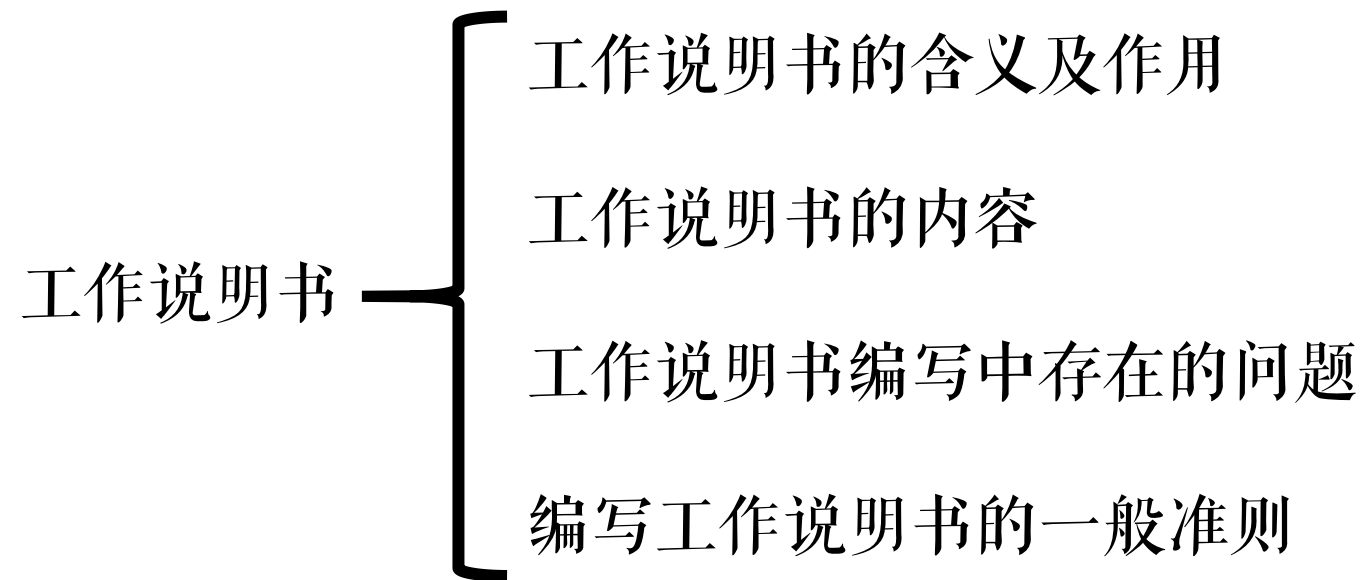 工作说明书
工作说明书的含义及作用
工作说明书的内容
工作说明书编写中存在的问题
编写工作说明书的一般准则